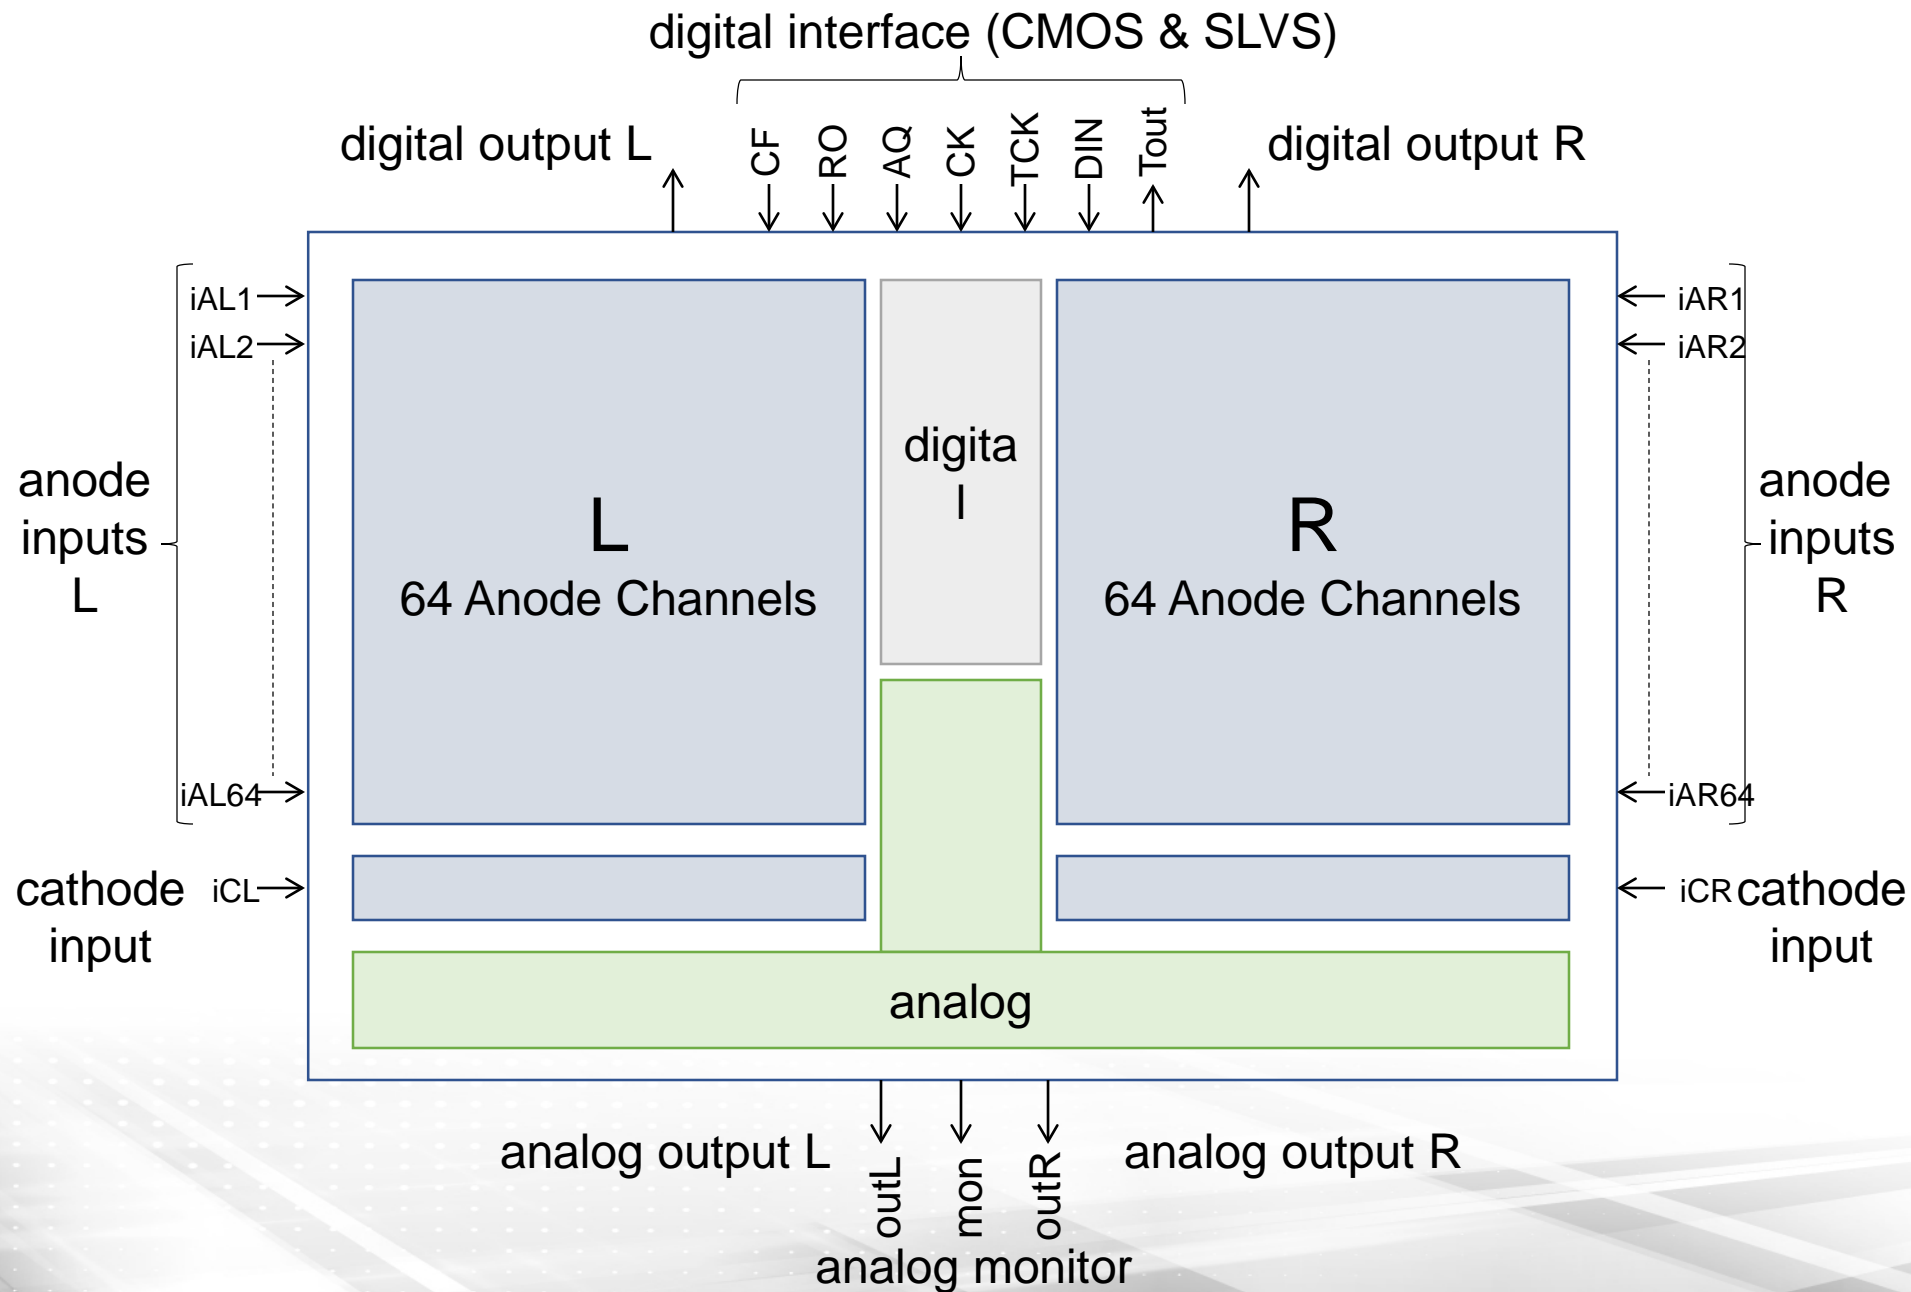 digital interface (CMOS & SLVS)
digital output L
CF
RO
AQ
CK
TCK
DIN
Tout
digital output R
iAL1
iAL2
iAL64
anode
inputs
L
iAR1
iAR2
iAR64
anode
inputs
R
L
64 Anode Channels
digita
l
R
64 Anode Channels
cathode
input
iCL
iCR
cathode
input
analog
analog output L
outL
mon
outR
analog output R
analog monitor